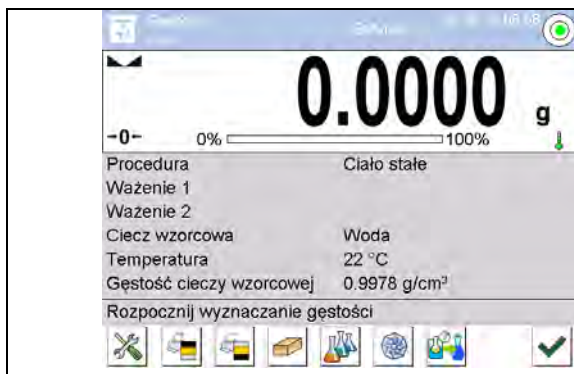 0.0000 g
→0← 0% 100%
Procedura Ciało stałe
Ważenie 1
Ważenie 2
Ciecz wzorcowa Woda
Temperatura 22 °C
Gęstość cieczy wzorcowej 0.9978 g/cm³
Rozpocznij wyznaczanie gęstości